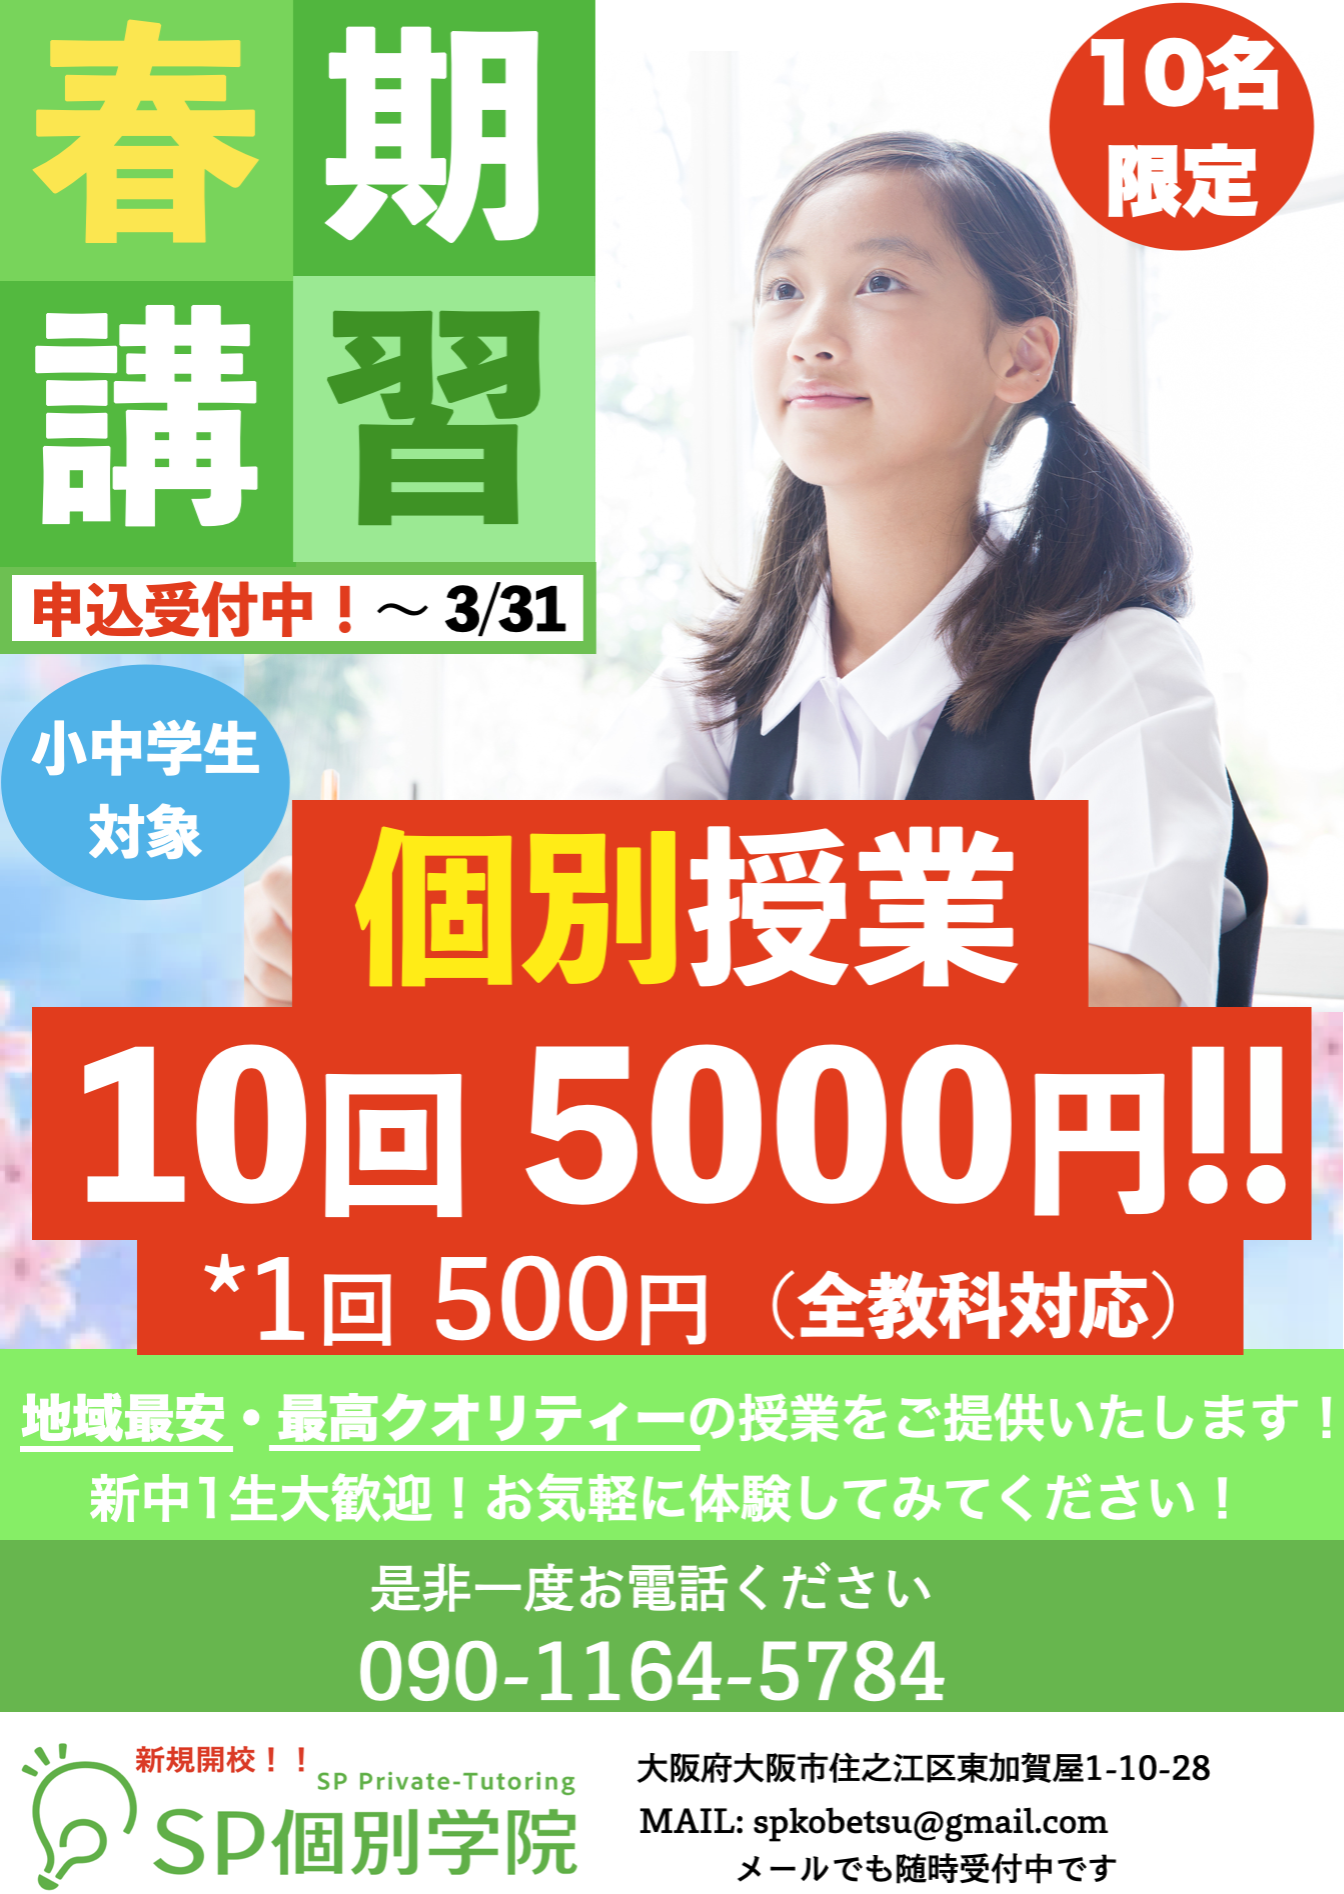 春期
講習
10名
限定
申込受付中！～ 3/31
小中学生
対象
個別授業
10回 5000円!!
*1回 500円 （全教科対応）
地域最安・最高クオリティーの授業をご提供いたします！
新中1生大歓迎！お気軽に体験してみてください！
是非一度お電話ください
090-1164-5784
新規開校！！
SP Private-Tutoring
SP個別学院
大阪府大阪市住之江区東加賀屋1-10-28
MAIL: spkobetsu@gmail.com
メールでも随時受付中です